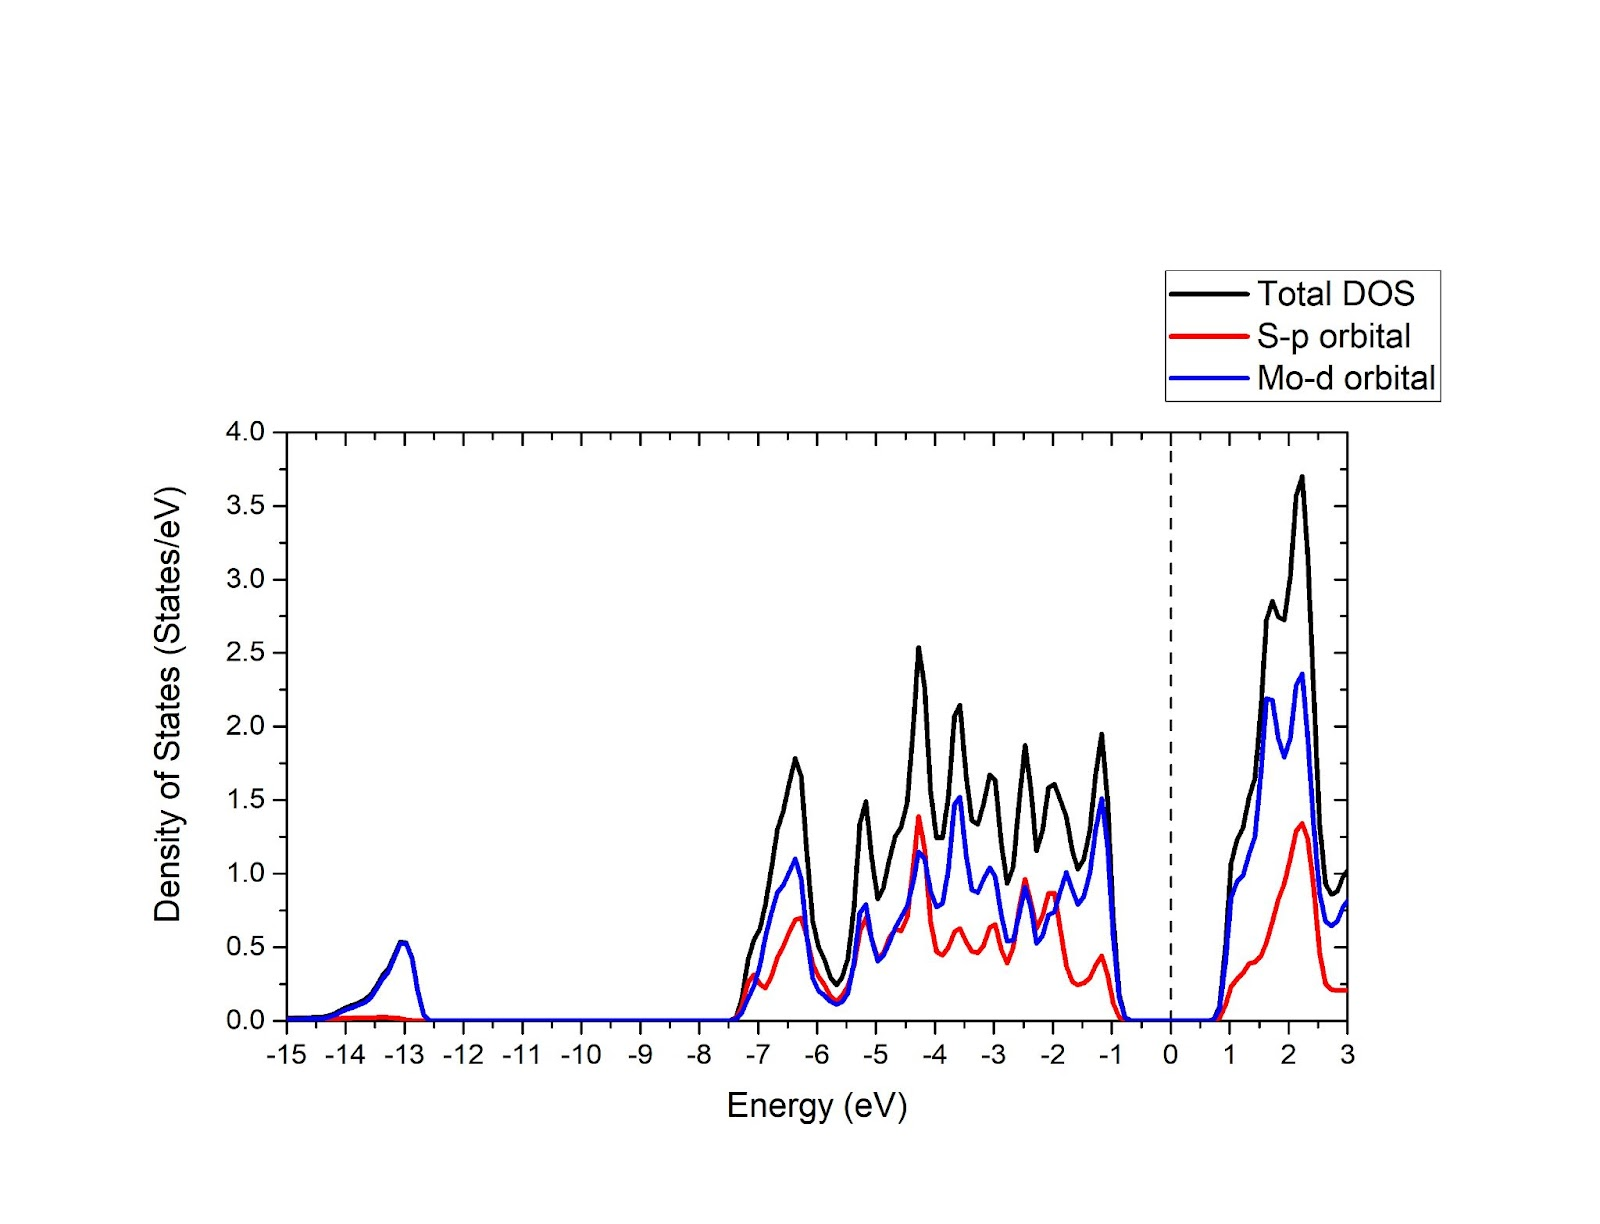 Total DOS
S-p orbital
Mo-d orbital
4.0
3.5
3.0
2.5
2.0
1.5
1.0
0.5
0.0
Density of States (States/eV)
-15 -14 -13 -12 -11 -10 -9 -8 -7 -6 -5 -4 -3 -2 -1 0 1 2 3
Energy (eV)